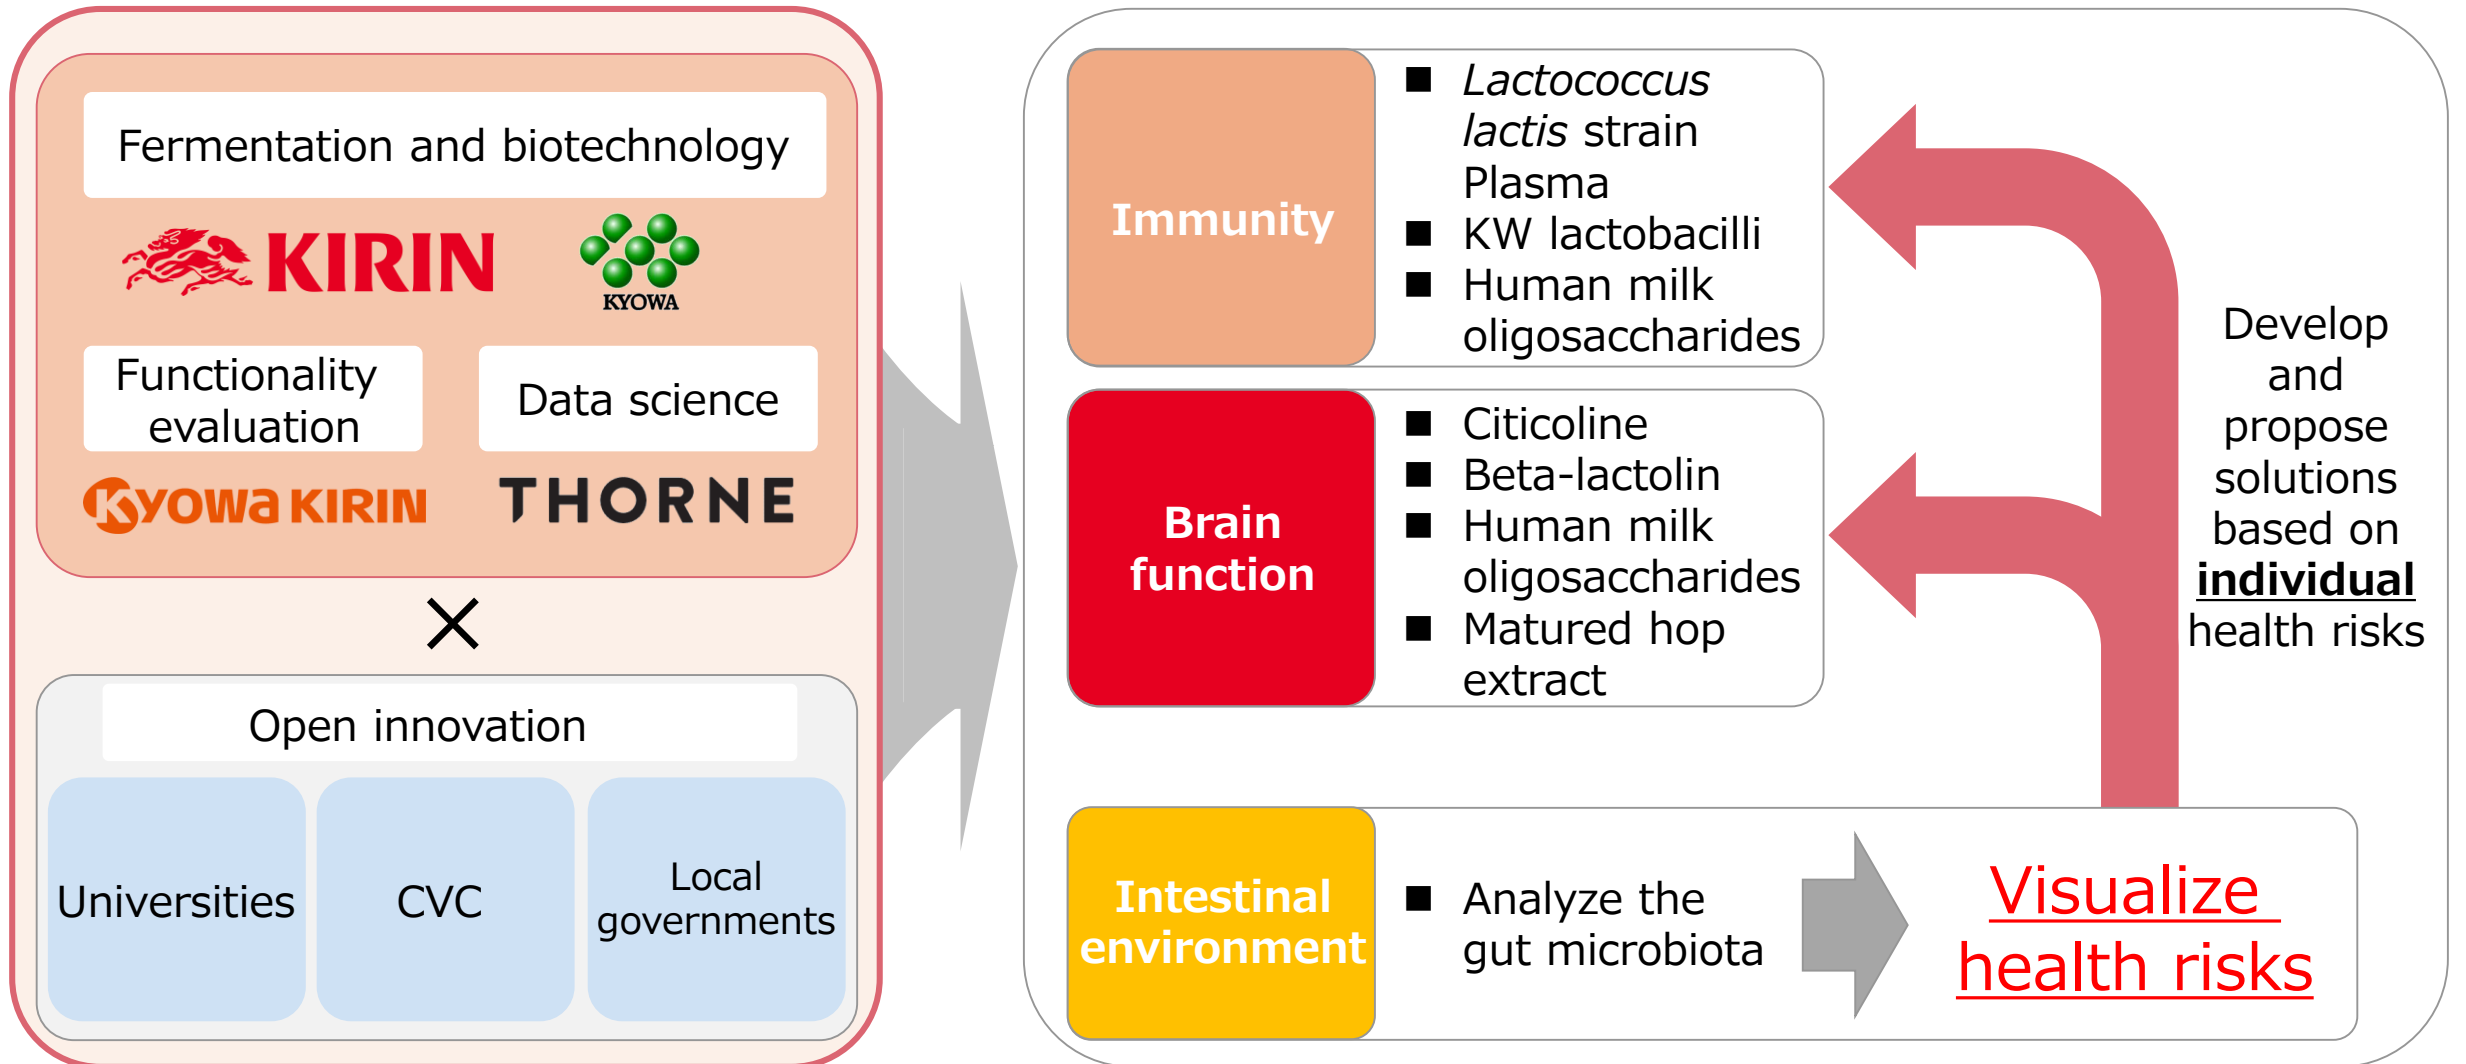 Fermentation and biotechnology
KIRIN
KYOWA
Functionality
evaluation
Data science
KYOWA KIRIN
THORNE
×
Open innovation
Universities
CVC
Local
governments
Immunity
■ Lactococcus
lactis strain
Plasma
■ KW lactobacilli
■ Human milk
oligosaccharides
Brain
function
■ Citicoline
■ Beta-lactolin
■ Human milk
oligosaccharides
■ Matured hop
extract
Develop
and
propose
solutions
based on
individual
health risks
Intestinal
environment
■ Analyze the
gut microbiota
Visualize
health risks